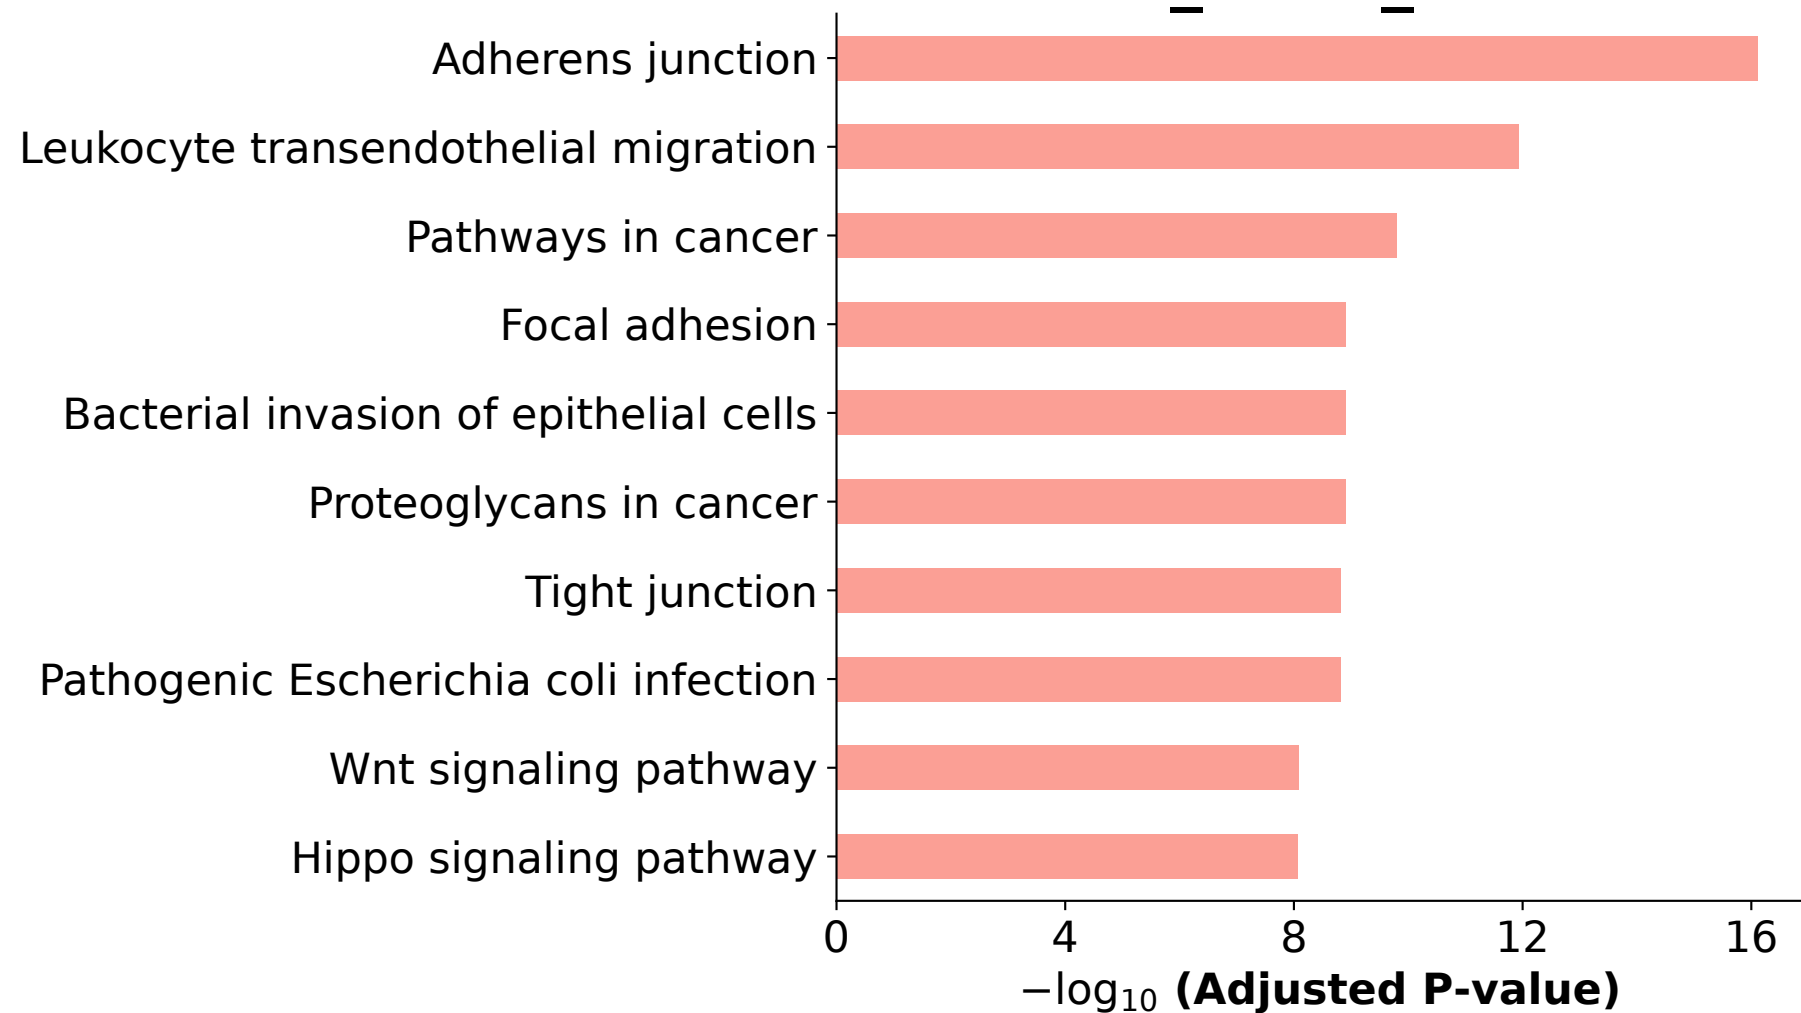 Adherens junction
Leukocyte transendothelial migration
Pathways in cancer
Focal adhesion
Bacterial invasion of epithelial cells
Proteoglycans in cancer
Tight junction
Pathogenic Escherichia coli infection
Wnt signaling pathway
Hippo signaling pathway
0 4 8 12 16
−log₁₀ (Adjusted P-value)